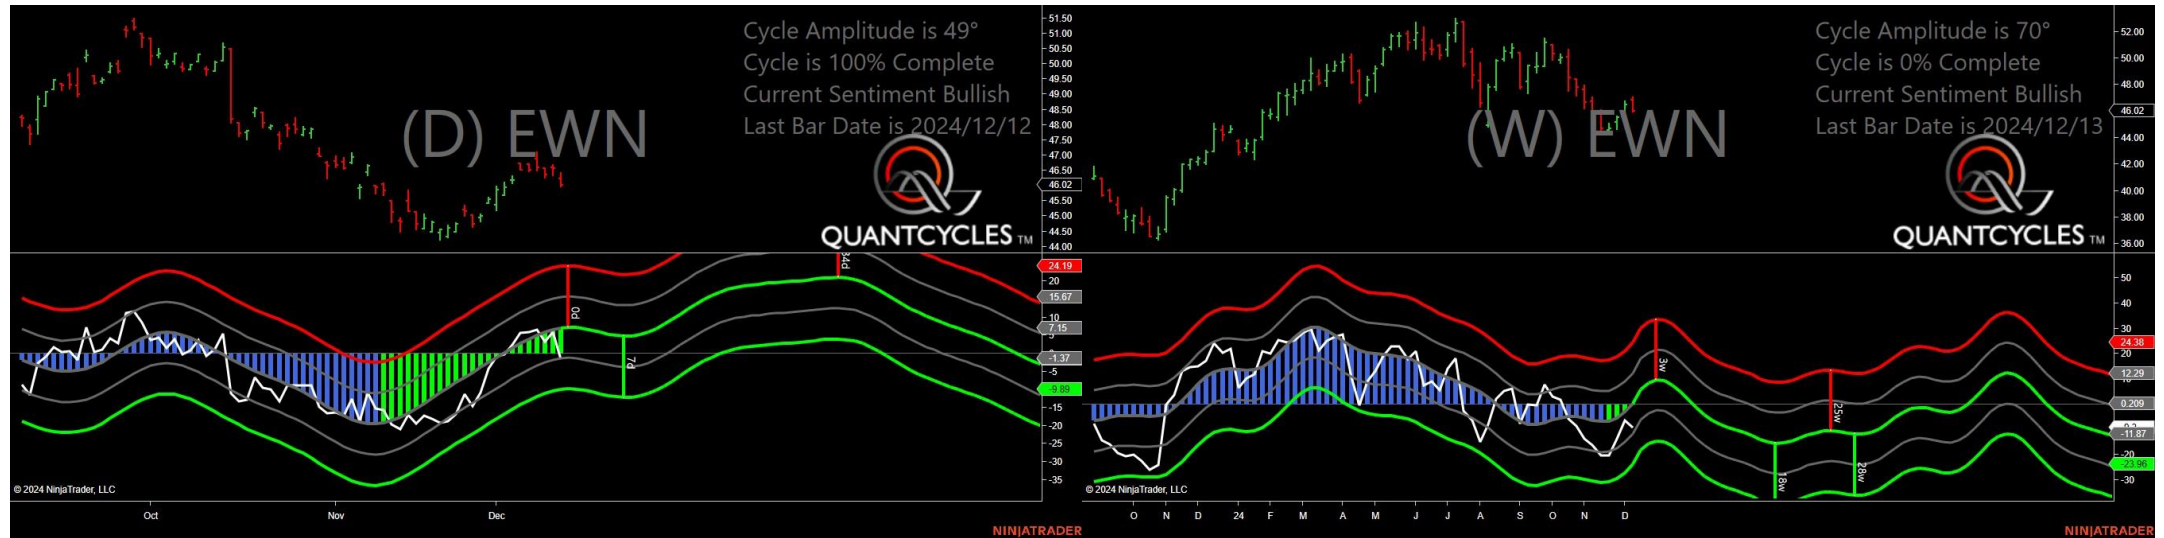 Cycle Amplitude is 49°
Cycle is 100% Complete
Current Sentiment Bullish
Last Bar Date is 2024/12/12
(D) EWN
QUANTCYCLES TM
51.50
51.00
50.50
50.00
49.50
49.00
48.50
48.00
47.50
47.00
46.50
46.02
45.50
45.00
44.50
44.00
34d
0d
7d
24.19
20
15.67
10
7.15
5
-1.37
-5
-9.89
-15
-20
-25
-30
-35
© 2024 NinjaTrader, LLC
Oct Nov Dec
NINJATRADER
Cycle Amplitude is 70°
Cycle is 0% Complete
Current Sentiment Bullish
Last Bar Date is 2024/12/13
(W) EWN
QUANTCYCLES TM
52.00
50.00
48.00
46.02
44.00
42.00
40.00
38.00
36.00
3w
25w
18w
28w
50
40
30
24.38
20
12.29
0.209
-11.87
-20
-23.96
-30
© 2024 NinjaTrader, LLC
O N D 24 F M A M J J A S O N D
NINJATRADER